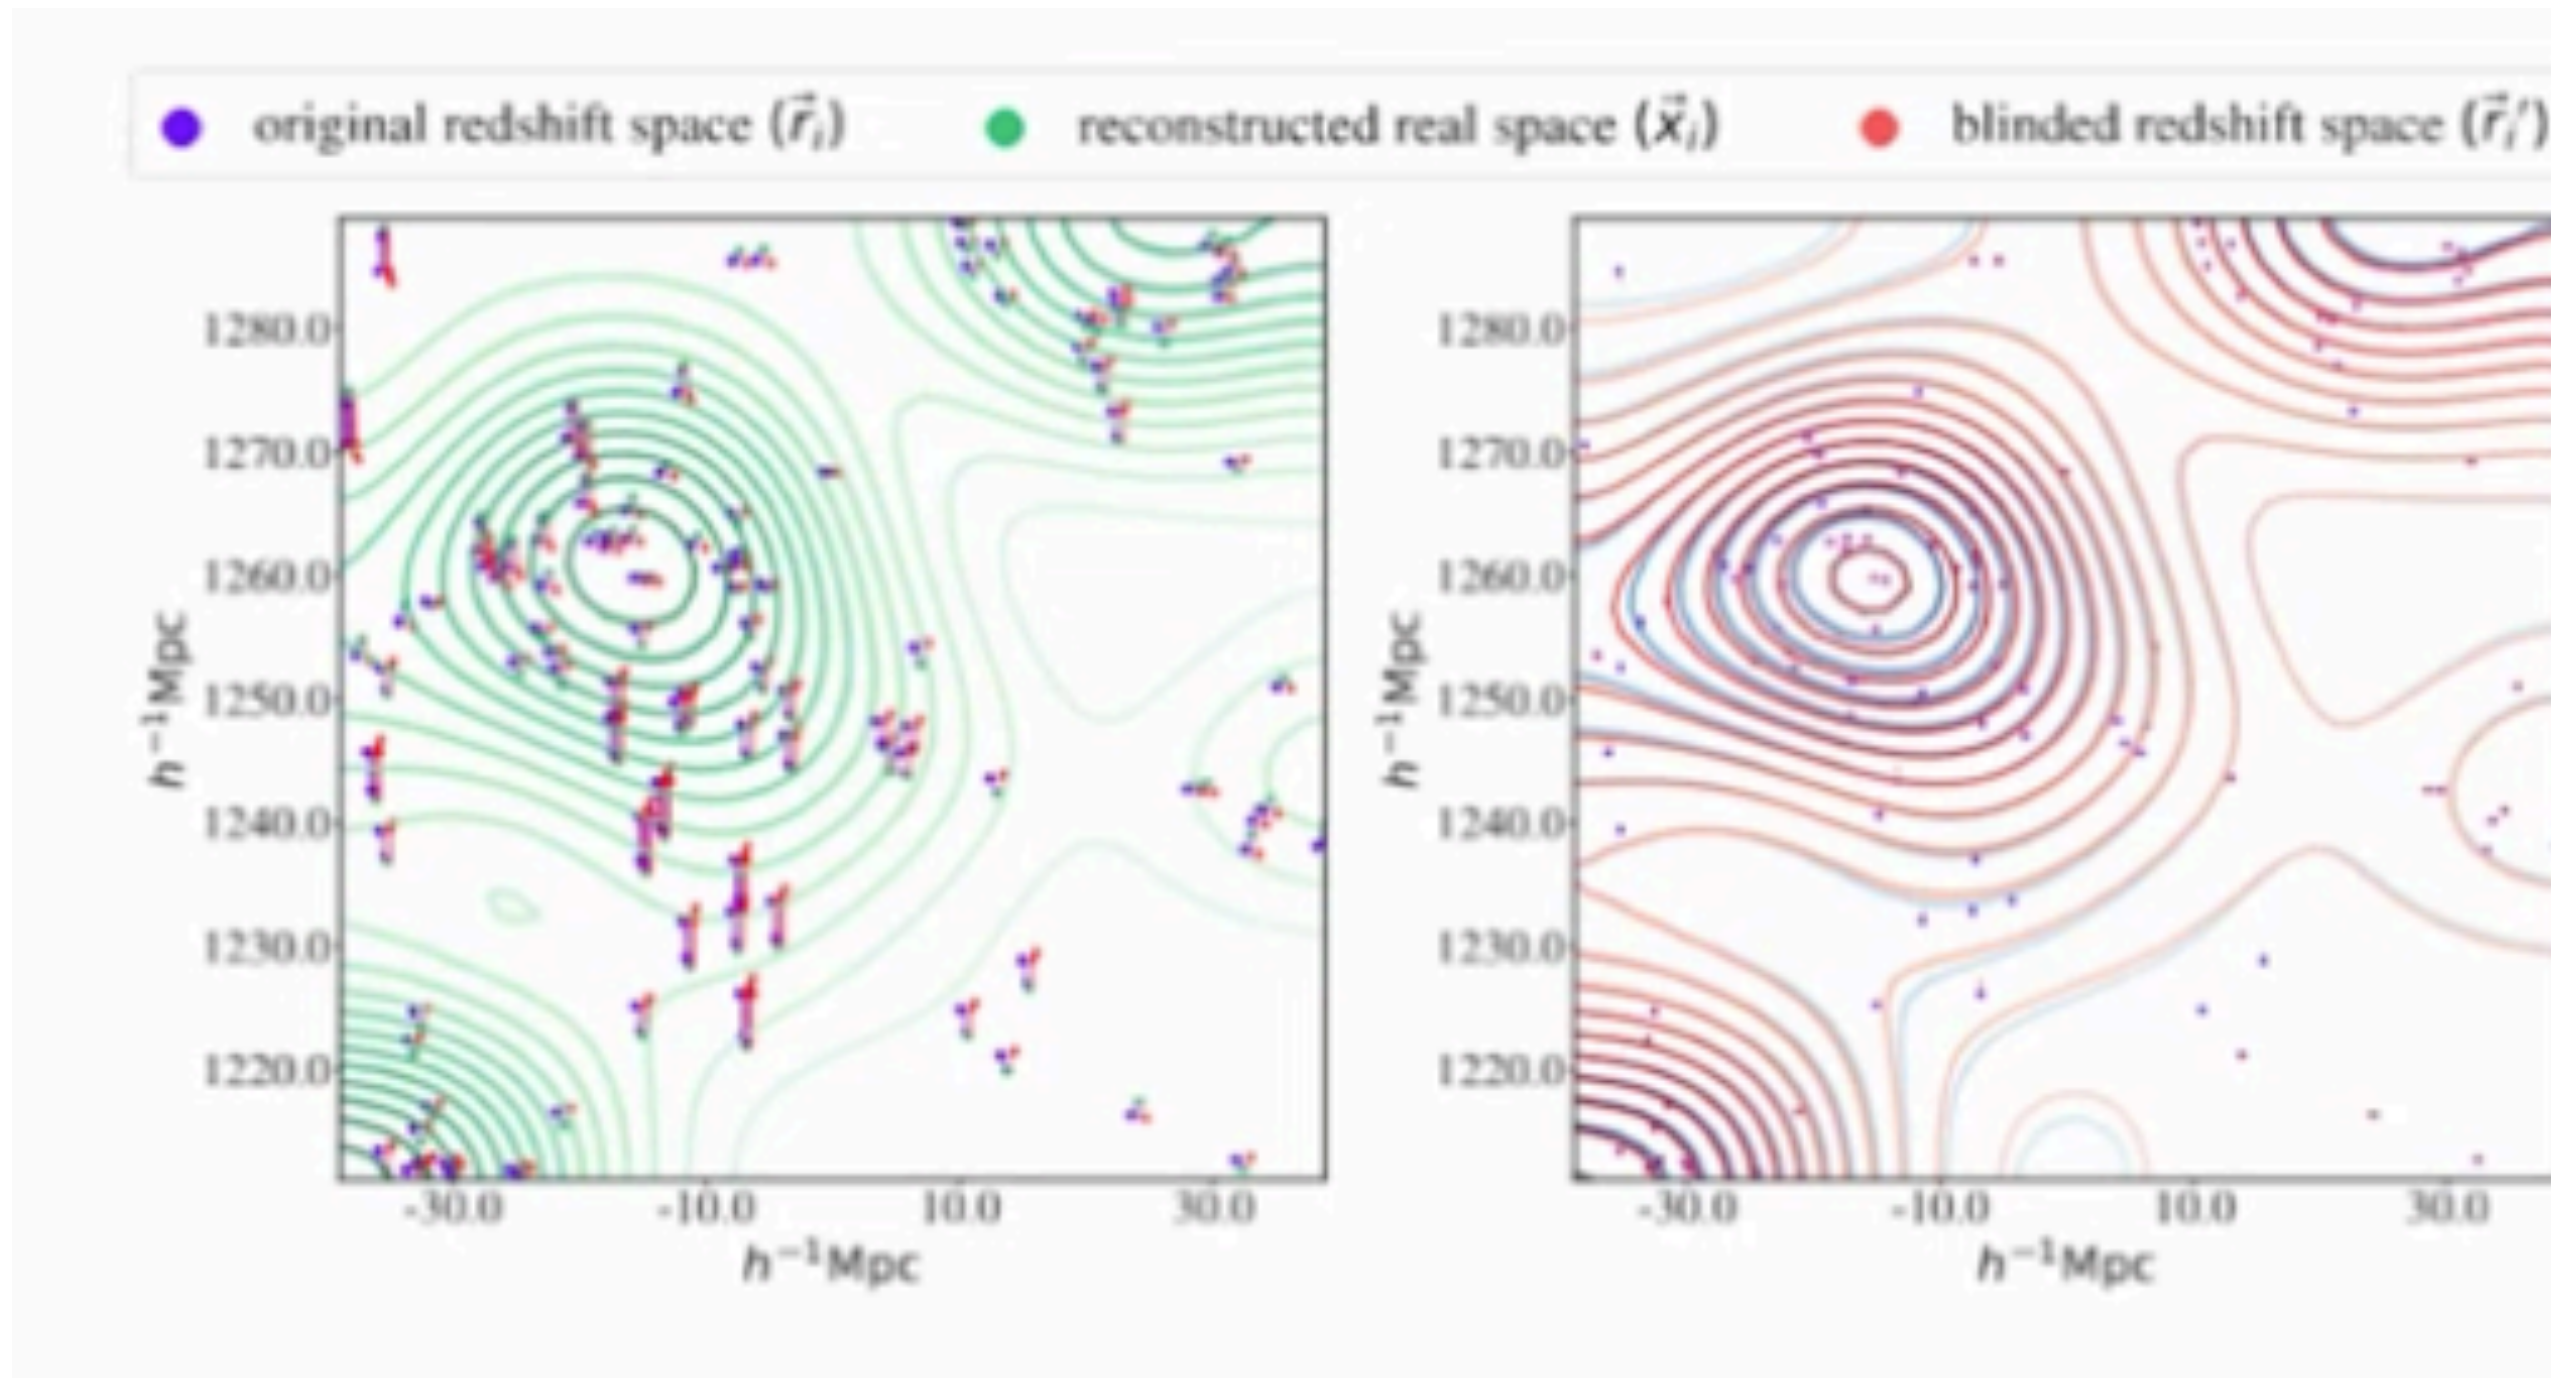 original redshift space (r⃗ᵢ) reconstructed real space (x⃗ᵢ) blinded redshift space (r⃗ᵢ′)
1280.0
1270.0
1260.0
1250.0
1240.0
1230.0
1220.0
h⁻¹Mpc
-30.0 -10.0 10.0 30.0
h⁻¹Mpc
1280.0
1270.0
1260.0
1250.0
1240.0
1230.0
1220.0
h⁻¹Mpc
-30.0 -10.0 10.0 30.0
h⁻¹Mpc